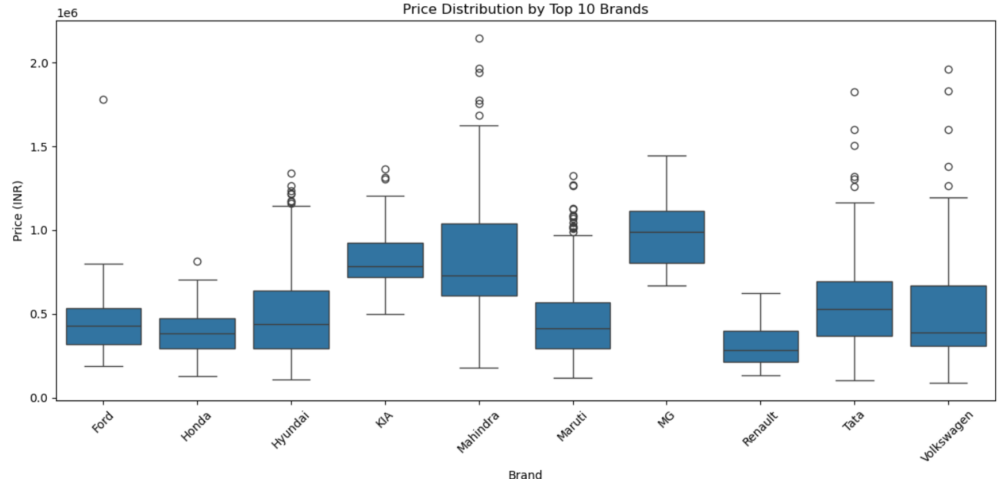 Price Distribution by Top 10 Brands
1e6
2.0
1.5
1.0
0.5
0.0
Price (INR)
Ford
Honda
Hyundai
KIA
Mahindra
Maruti
MG
Renault
Tata
Volkswagen
Brand